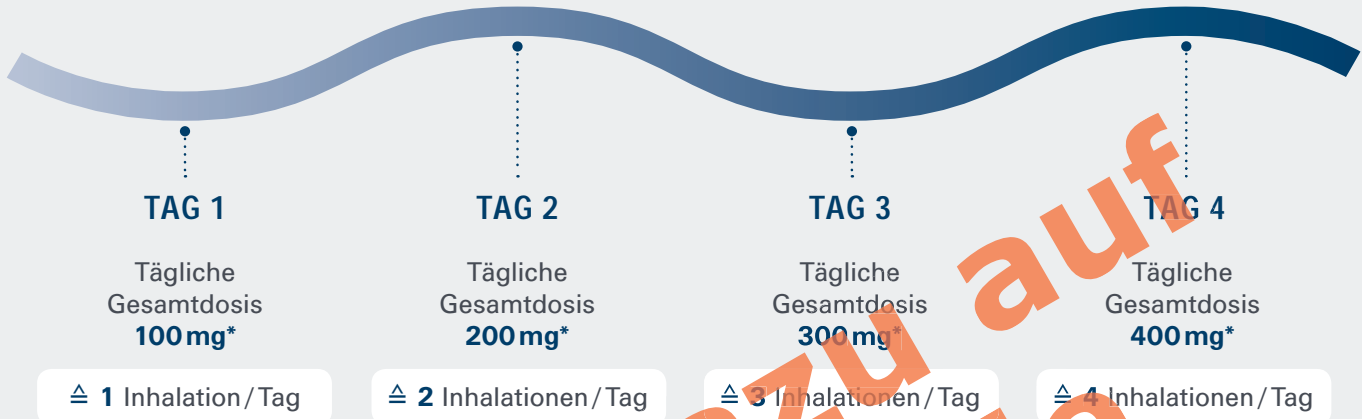 TAG 1
Tägliche
Gesamtdosis
100 mg*
≙ 1 Inhalation / Tag
TAG 2
Tägliche
Gesamtdosis
200 mg*
≙ 2 Inhalationen / Tag
TAG 3
Tägliche
Gesamtdosis
300 mg*
≙ 3 Inhalationen / Tag
TAG 4
Tägliche
Gesamtdosis
400 mg*
≙ 4 Inhalationen / Tag
zu auf